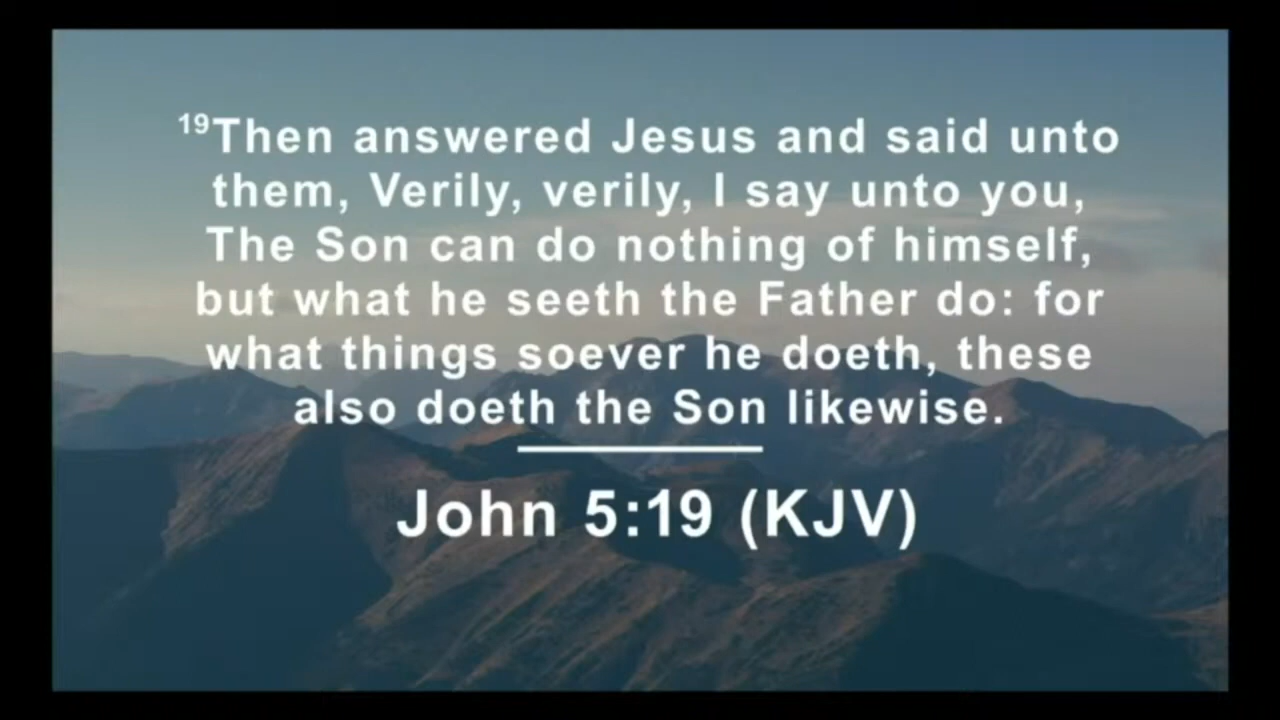 19Then answered Jesus and said unto
them, Verily, verily, I say unto you,
The Son can do nothing of himself,
but what he seeth the Father do: for
what things soever he doeth, these
also doeth the Son likewise.
John 5:19 (KJV)